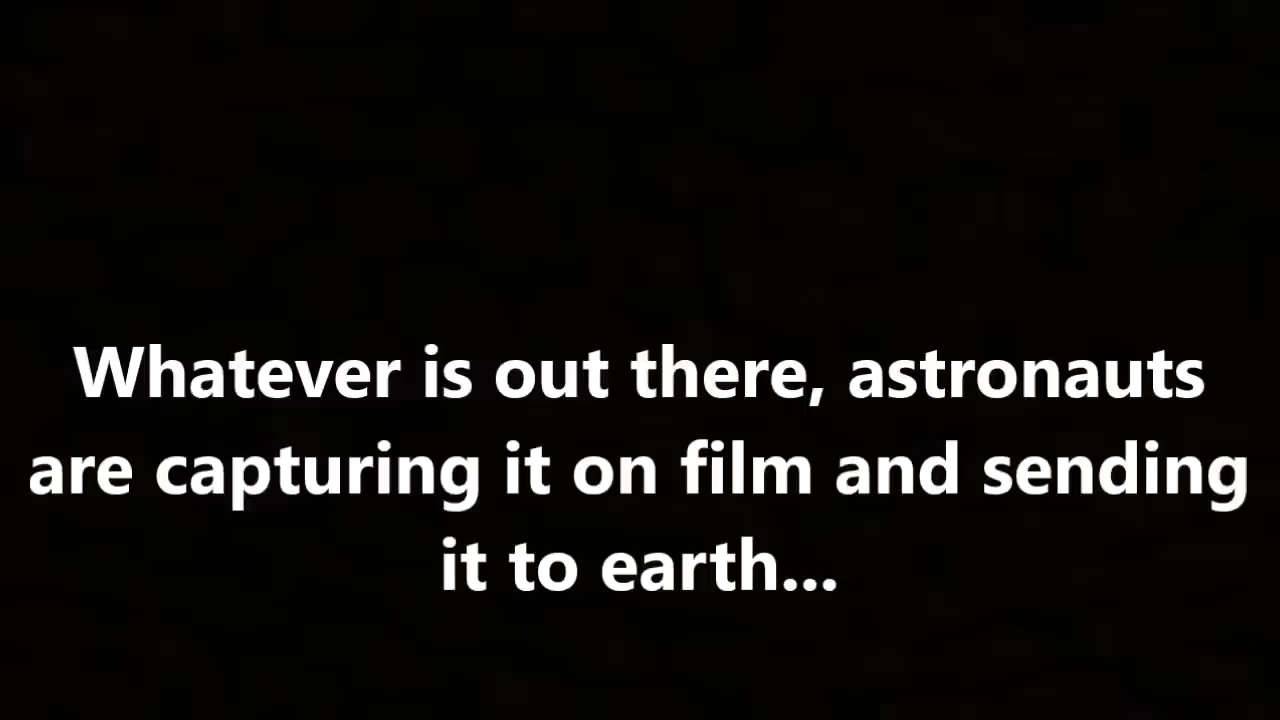 Whatever is out there, astronauts
are capturing it on film and sending
it to earth...